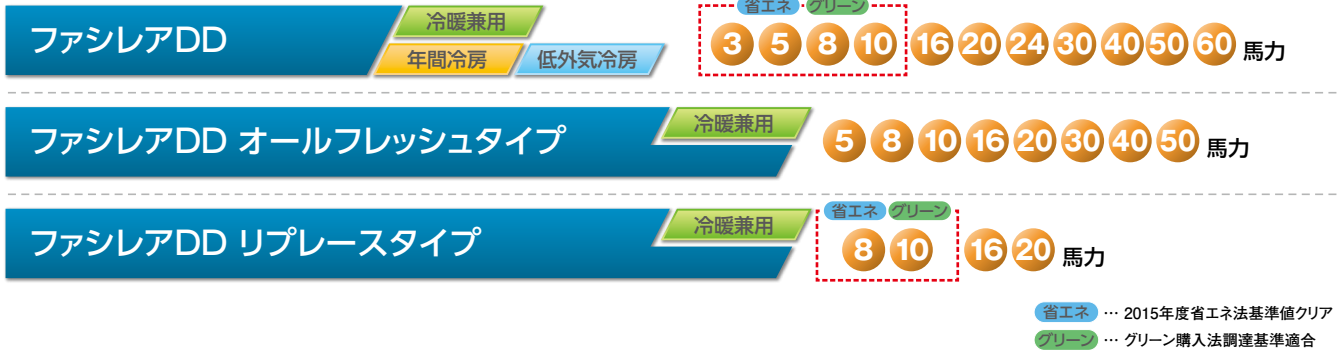 省エネ グリーン
冷暖兼用
ファシレアDD
3 5 8 10 16 20 24 30 40 50 60 馬力
年間冷房 低外気冷房
ファシレアDD オールフレッシュタイプ 冷暖兼用 5 8 10 16 20 30 40 50 馬力
省エネ グリーン
ファシレアDD リプレースタイプ 冷暖兼用 8 10 16 20 馬力
省エネ … 2015年度省エネ法基準値クリア
グリーン … グリーン購入法調達基準適合